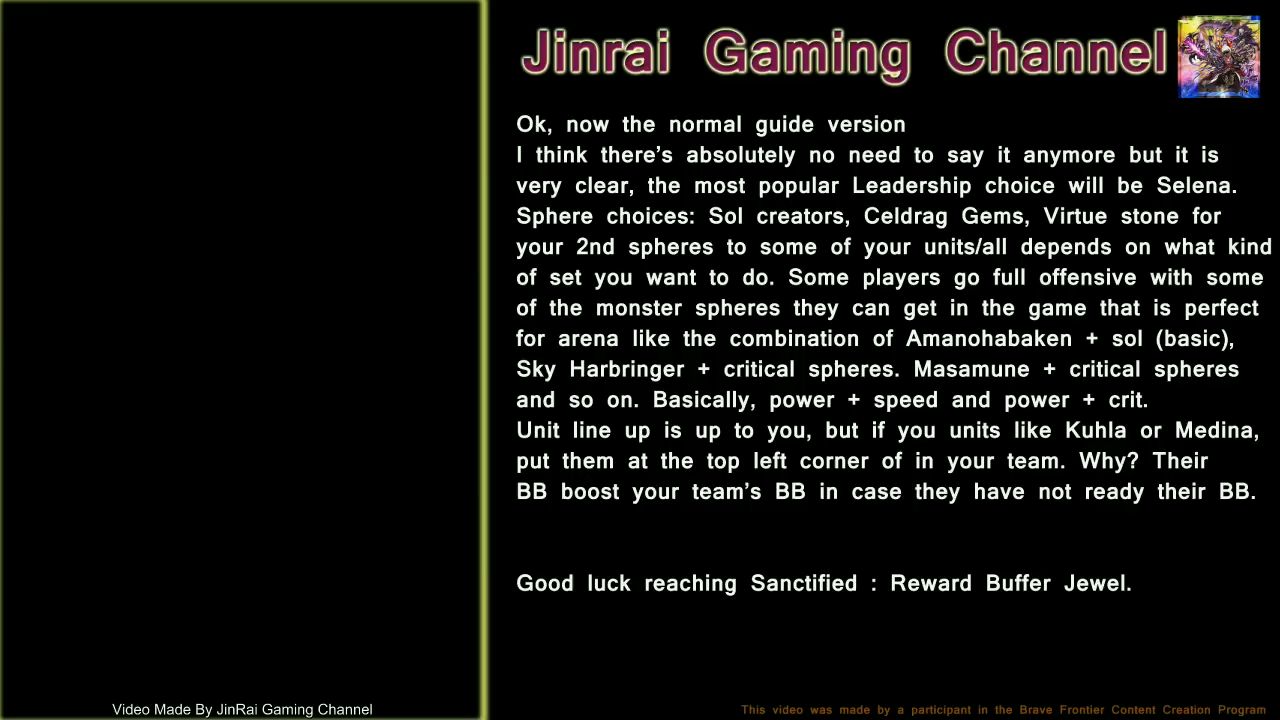 Jinrai Gaming Channel
Ok, now the normal guide version
I think there's absolutely no need to say it anymore but it is
very clear, the most popular Leadership choice will be Selena.
Sphere choices: Sol creators, Celdrag Gems, Virtue stone for
your 2nd spheres to some of your units/all depends on what kind
of set you want to do. Some players go full offensive with some
of the monster spheres they can get in the game that is perfect
for arena like the combination of Amanohabaken + sol (basic),
Sky Harbringer + critical spheres. Masamune + critical spheres
and so on. Basically, power + speed and power + crit.
Unit line up is up to you, but if you units like Kuhla or Medina,
put them at the top left corner of in your team. Why? Their
BB boost your team's BB in case they have not ready their BB.
Good luck reaching Sanctified : Reward Buffer Jewel.
Video Made By JinRai Gaming Channel
This video was made by a participant in the Brave Frontier Content Creation Program